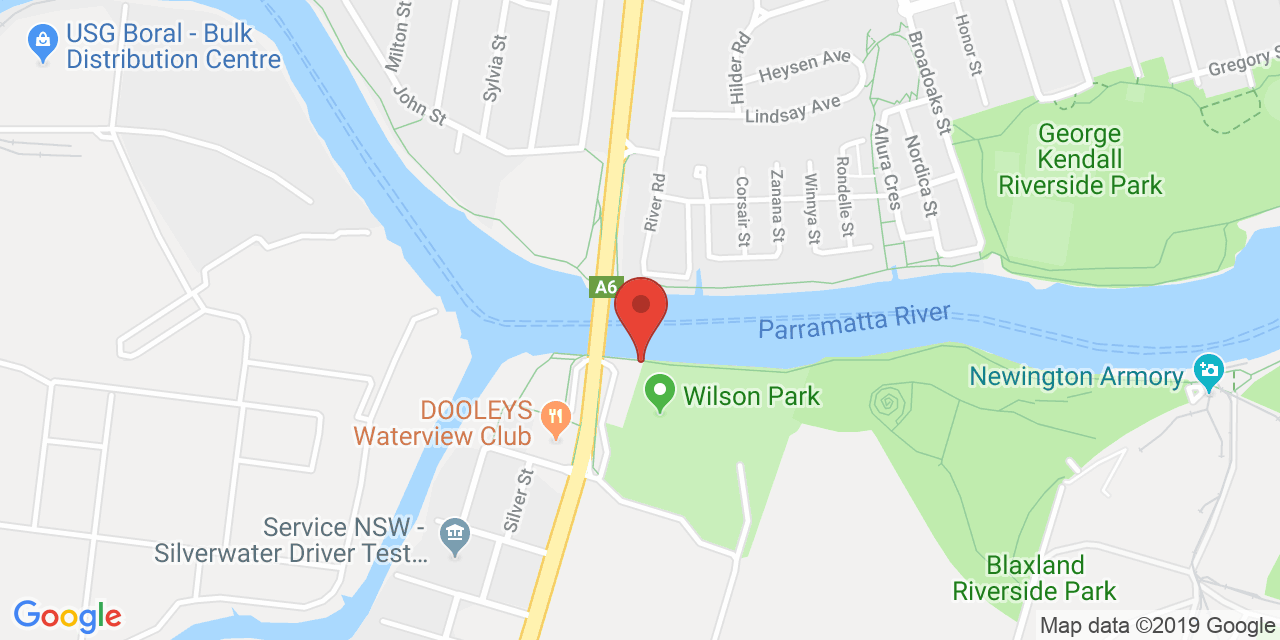 USG Boral - Bulk
Distribution Centre
Milton St
Sylvia St
John St
Hilder Rd
Heysen Ave
Lindsay Ave
Broadoaks St
Honor St
Gregory S
George
Kendall
Riverside Park
Allura Cres
Nordica St
Rondelle St
Winnya St
Zanana St
Corsair St
River Rd
A6
Parramatta River
Newington Armory
Wilson Park
DOOLEYS
Waterview Club
Silver St
Service NSW -
Silverwater Driver Test...
Blaxland
Riverside Park
Google
Map data ©2019 Google